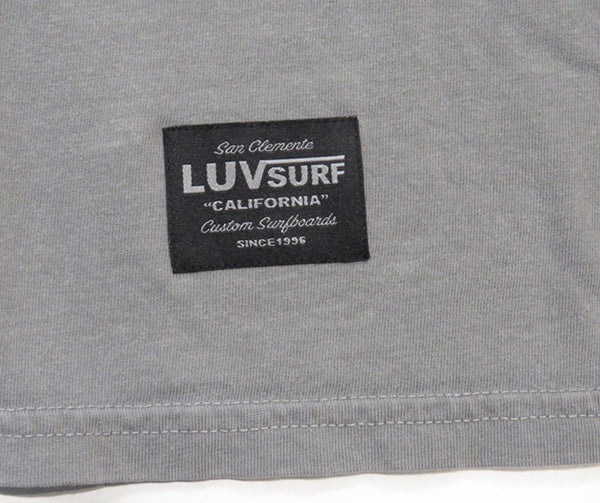 San Clemente
LUVSURF
"CALIFORNIA"
Custom Surfboards
SINCE1996